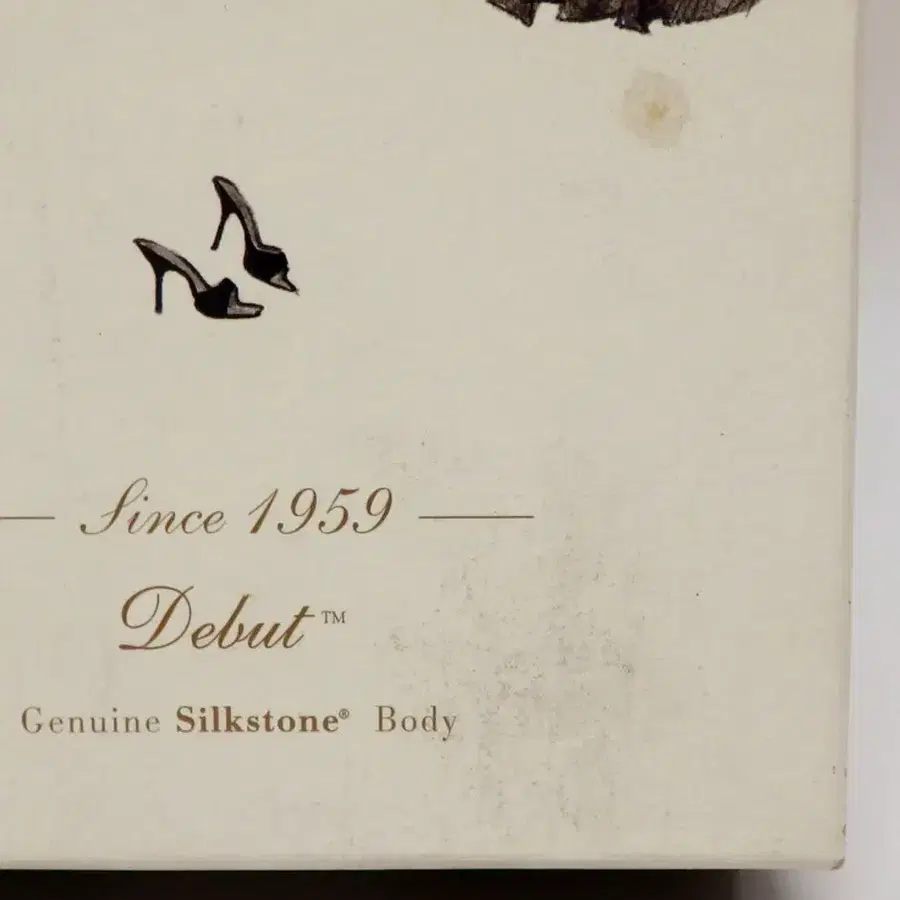 Since 1959
Debut™
Genuine Silkstone® Body